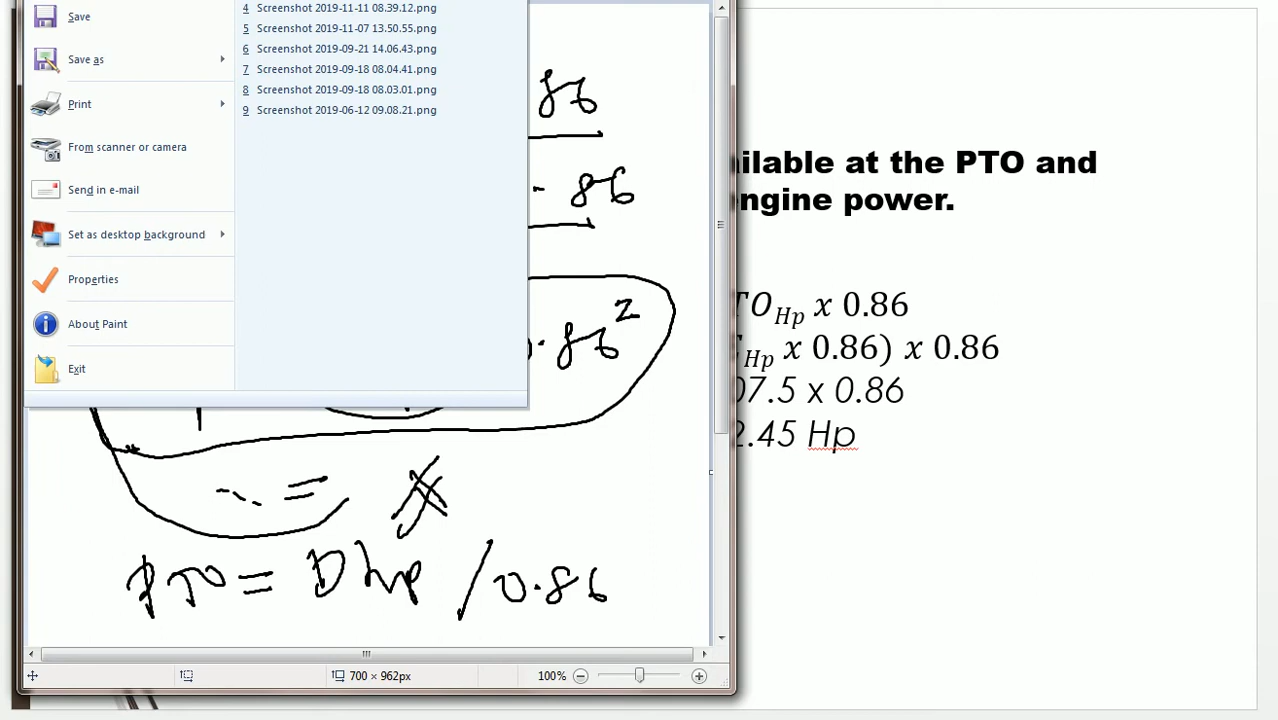 Save
Save as
Print
From scanner or camera
Send in e-mail
Set as desktop background
Properties
About Paint
Exit
4 Screenshot 2019-11-11 08.39.12.png
5 Screenshot 2019-11-07 13.50.55.png
6 Screenshot 2019-09-21 14.06.43.png
7 Screenshot 2019-09-18 08.04.41.png
8 Screenshot 2019-09-18 08.03.01.png
9 Screenshot 2019-06-12 09.08.21.png
86
- 86
0.86²
=
PTO = Dhp / 0.86
700 × 962px
100%
ilable at the PTO and
ngine power.
TO_Hp x 0.86
E_Hp x 0.86) x 0.86
07.5 x 0.86
2.45 Hp